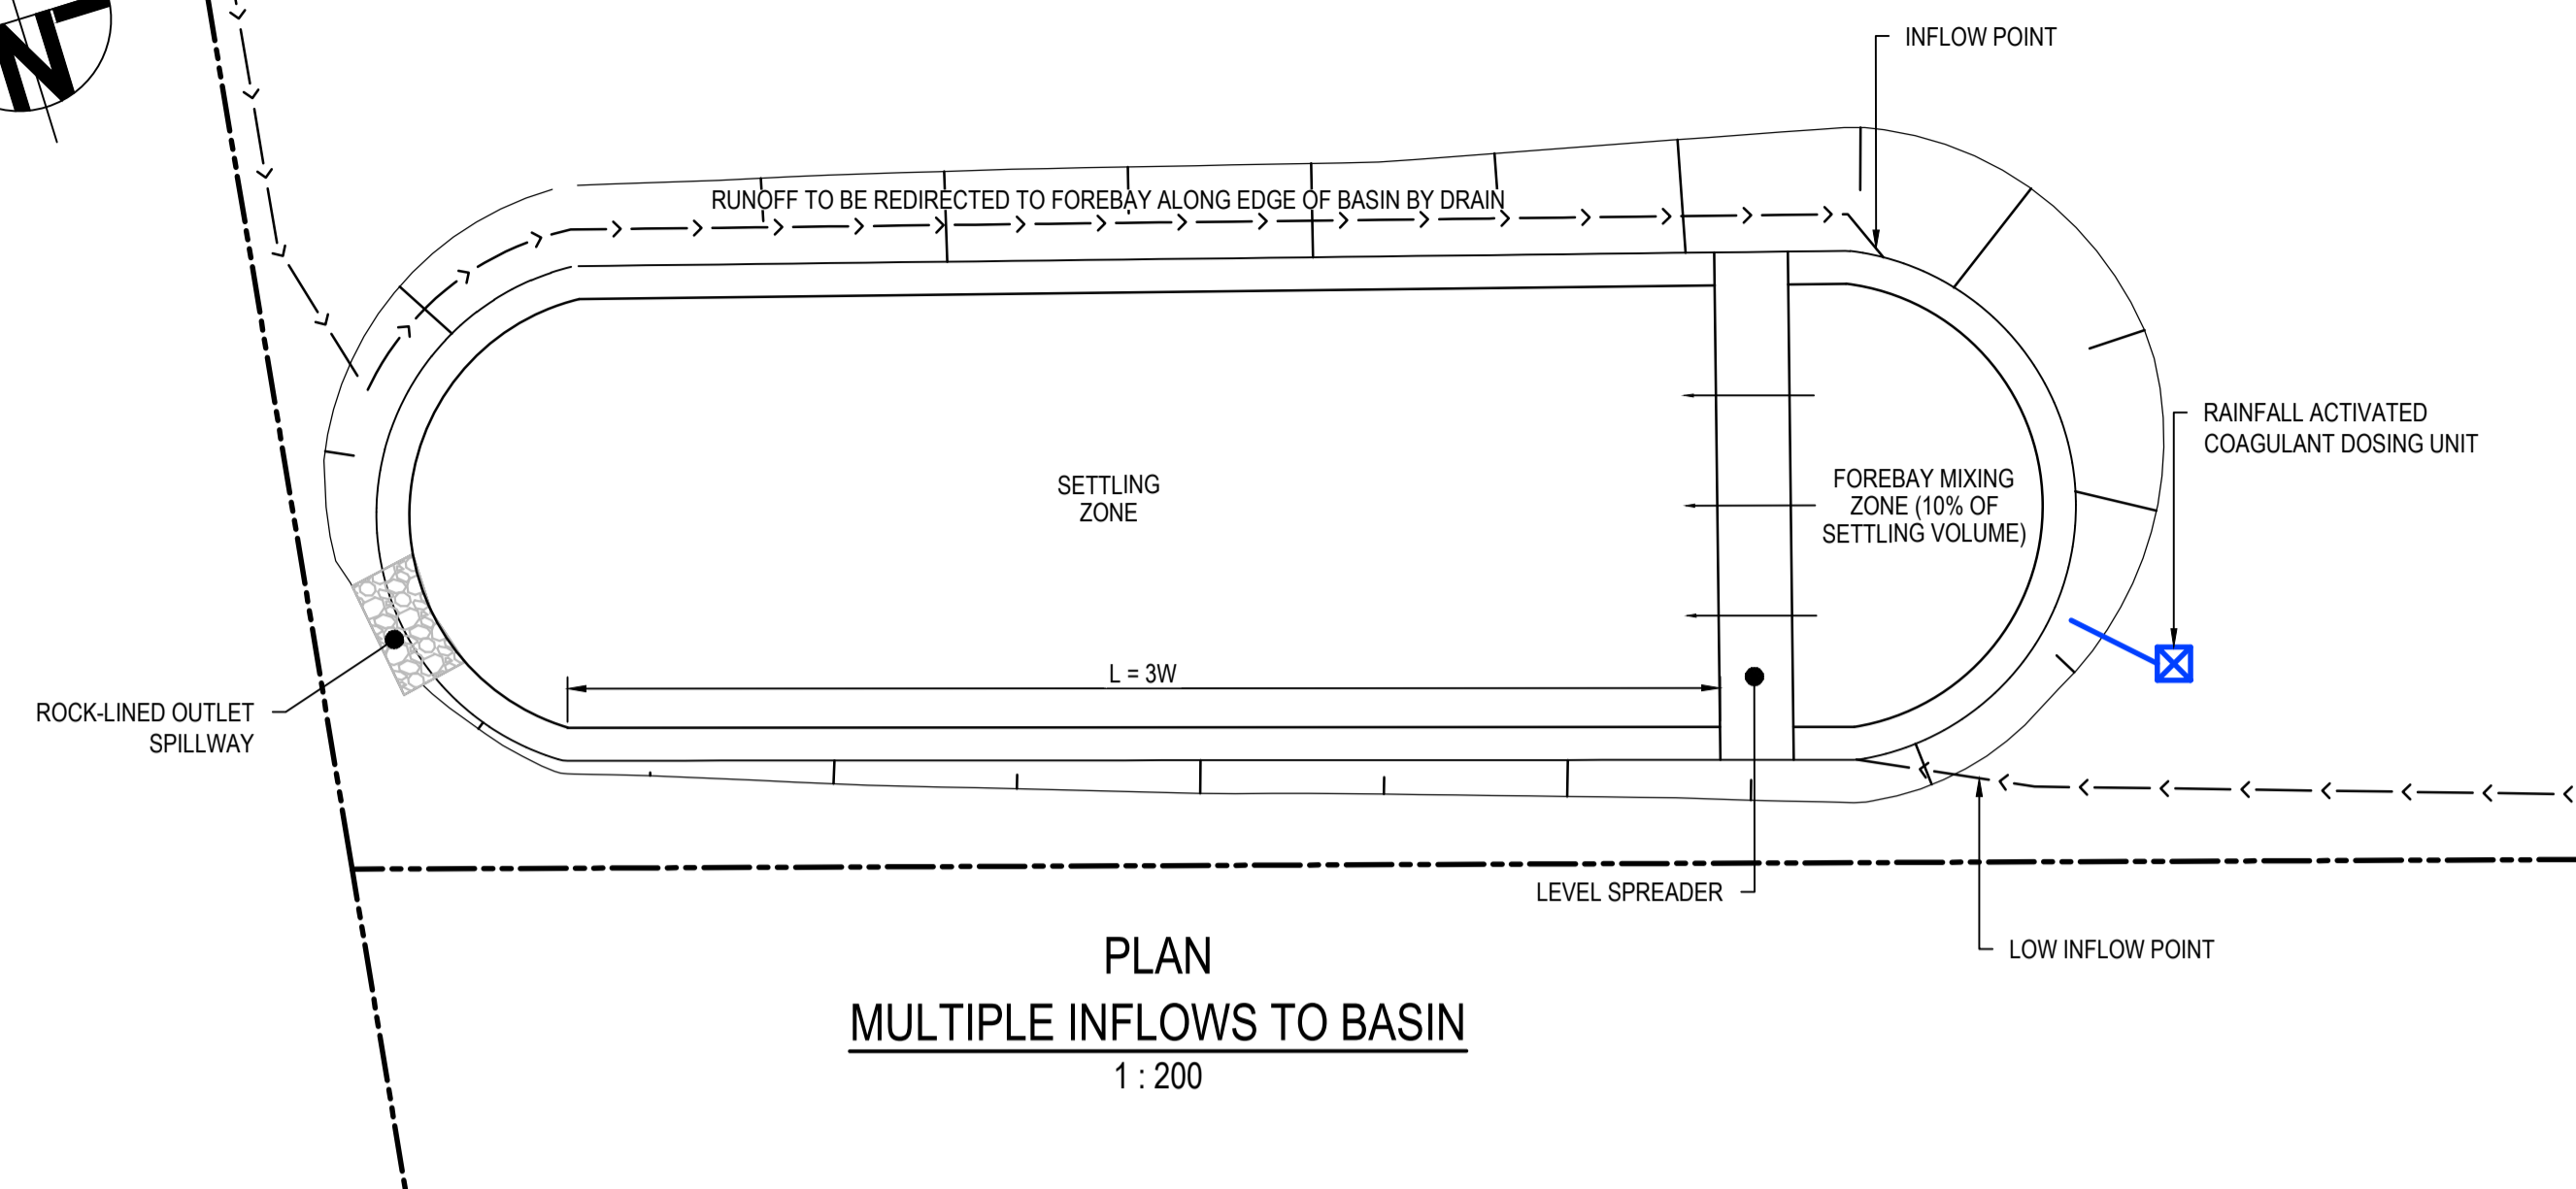 N
INFLOW POINT
RUNOFF TO BE REDIRECTED TO FOREBAY ALONG EDGE OF BASIN BY DRAIN
RAINFALL ACTIVATED
COAGULANT DOSING UNIT
SETTLING
ZONE
FOREBAY MIXING
ZONE (10% OF
SETTLING VOLUME)
L = 3W
ROCK-LINED OUTLET
SPILLWAY
LEVEL SPREADER
LOW INFLOW POINT
PLAN
MULTIPLE INFLOWS TO BASIN
1 : 200